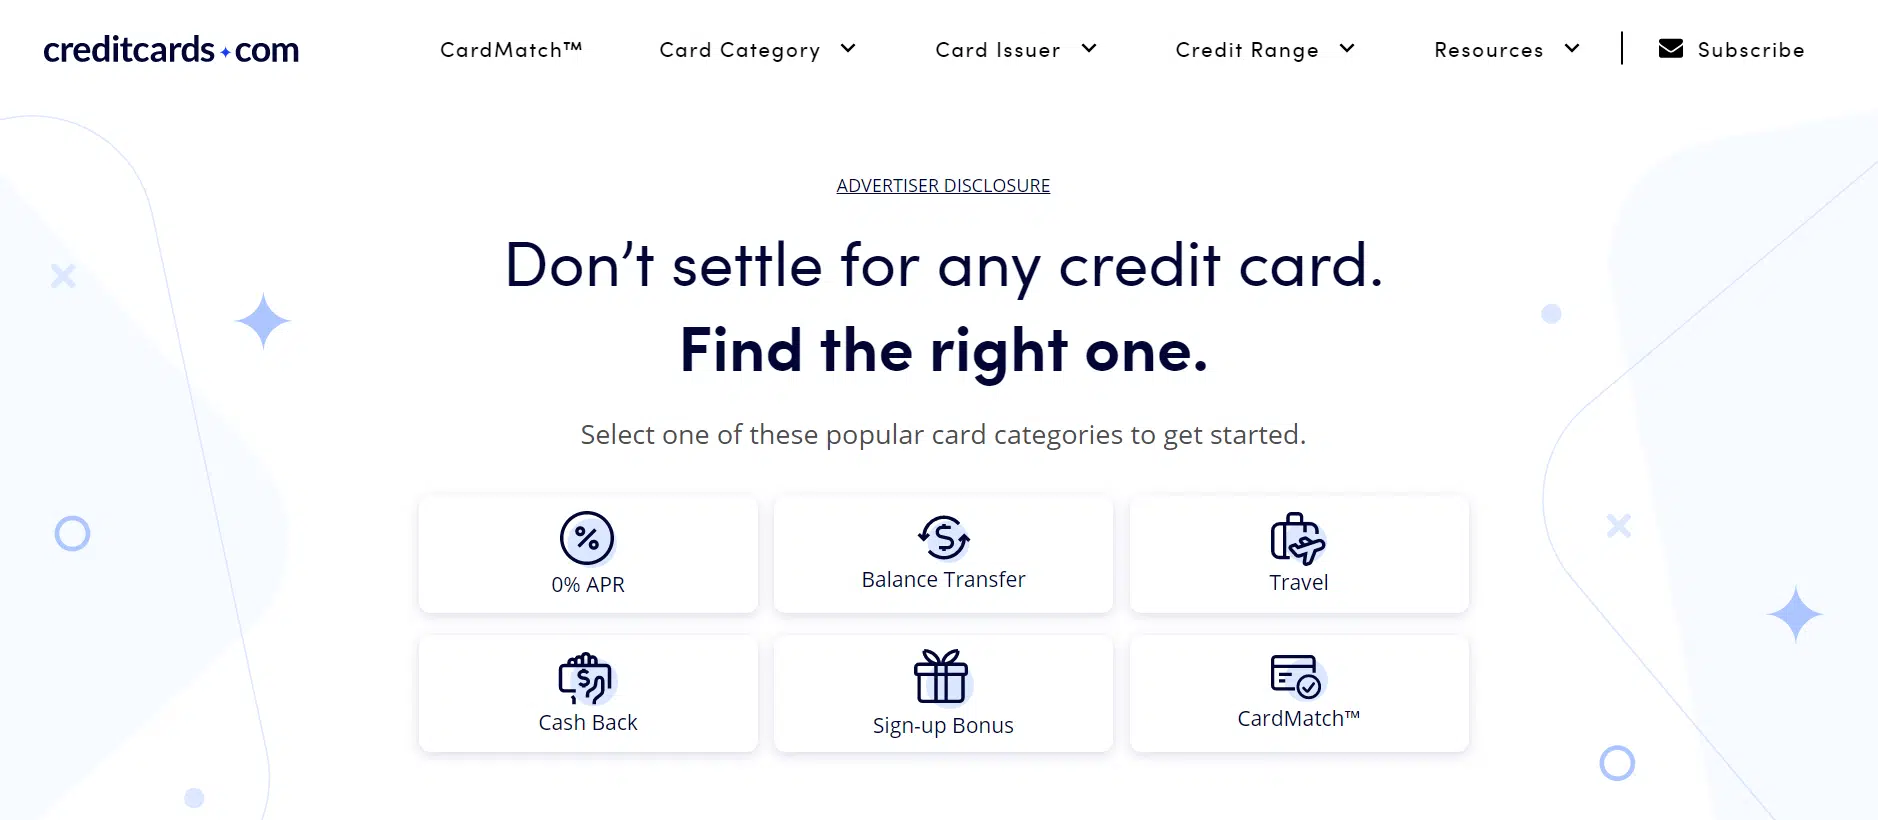 creditcards.com
CardMatch™
Card Category
Card Issuer
Credit Range
Resources
Subscribe
ADVERTISER DISCLOSURE
Don’t settle for any credit card.
Find the right one.
Select one of these popular card categories to get started.
0% APR
Balance Transfer
Travel
Cash Back
Sign-up Bonus
CardMatch™